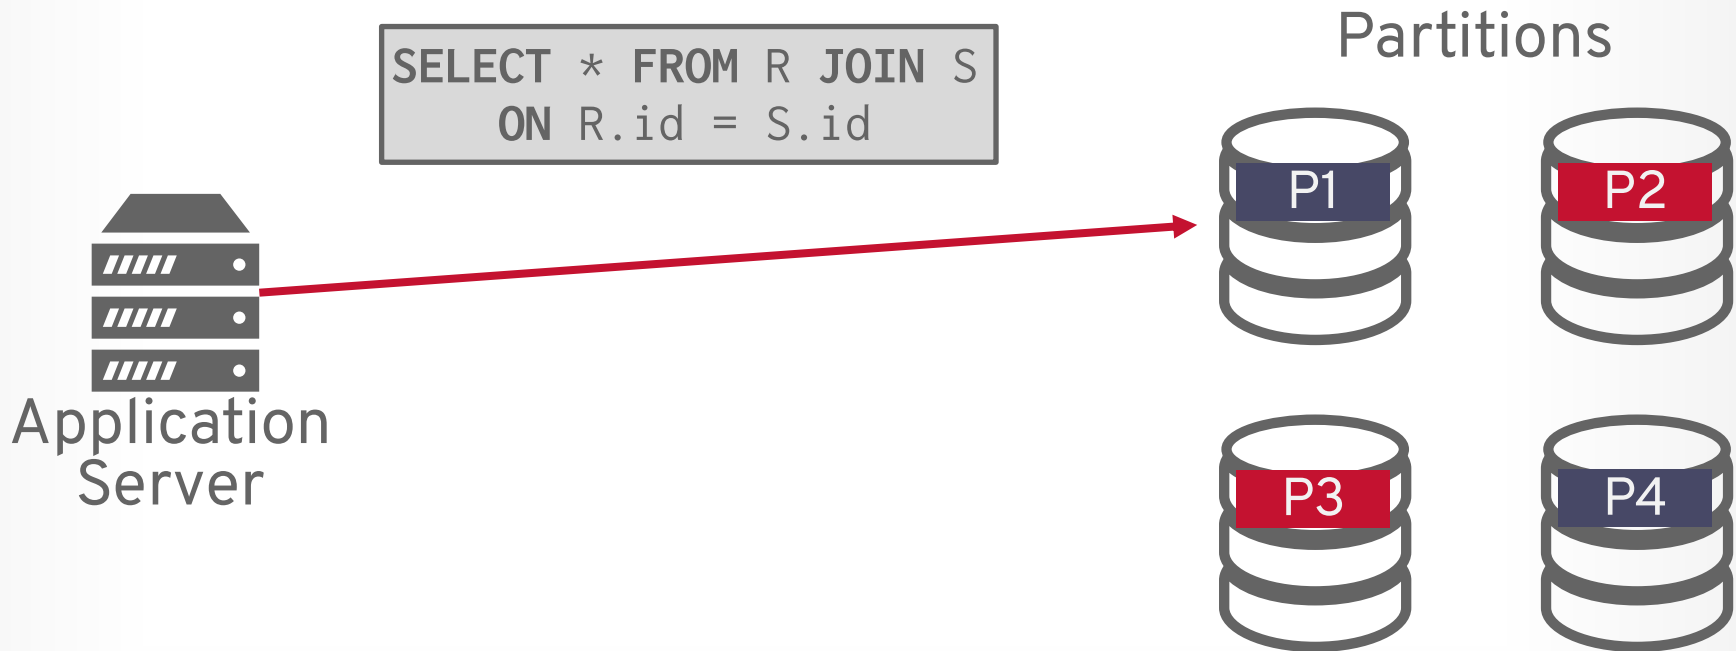 Partitions
SELECT * FROM R JOIN S
ON R.id = S.id
P1
P2
Application
Server
P3
P4